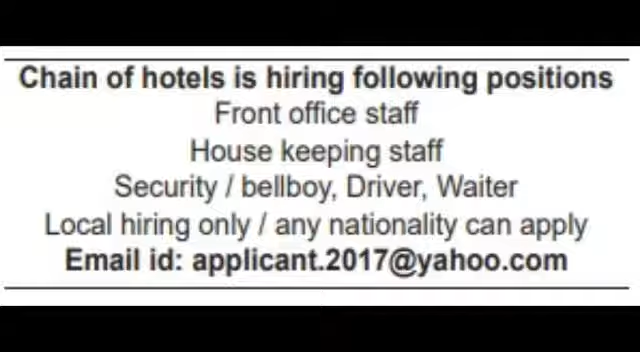 Chain of hotels is hiring following positions
Front office staff
House keeping staff
Security / bellboy, Driver, Waiter
Local hiring only / any nationality can apply
Email id: applicant.2017@yahoo.com